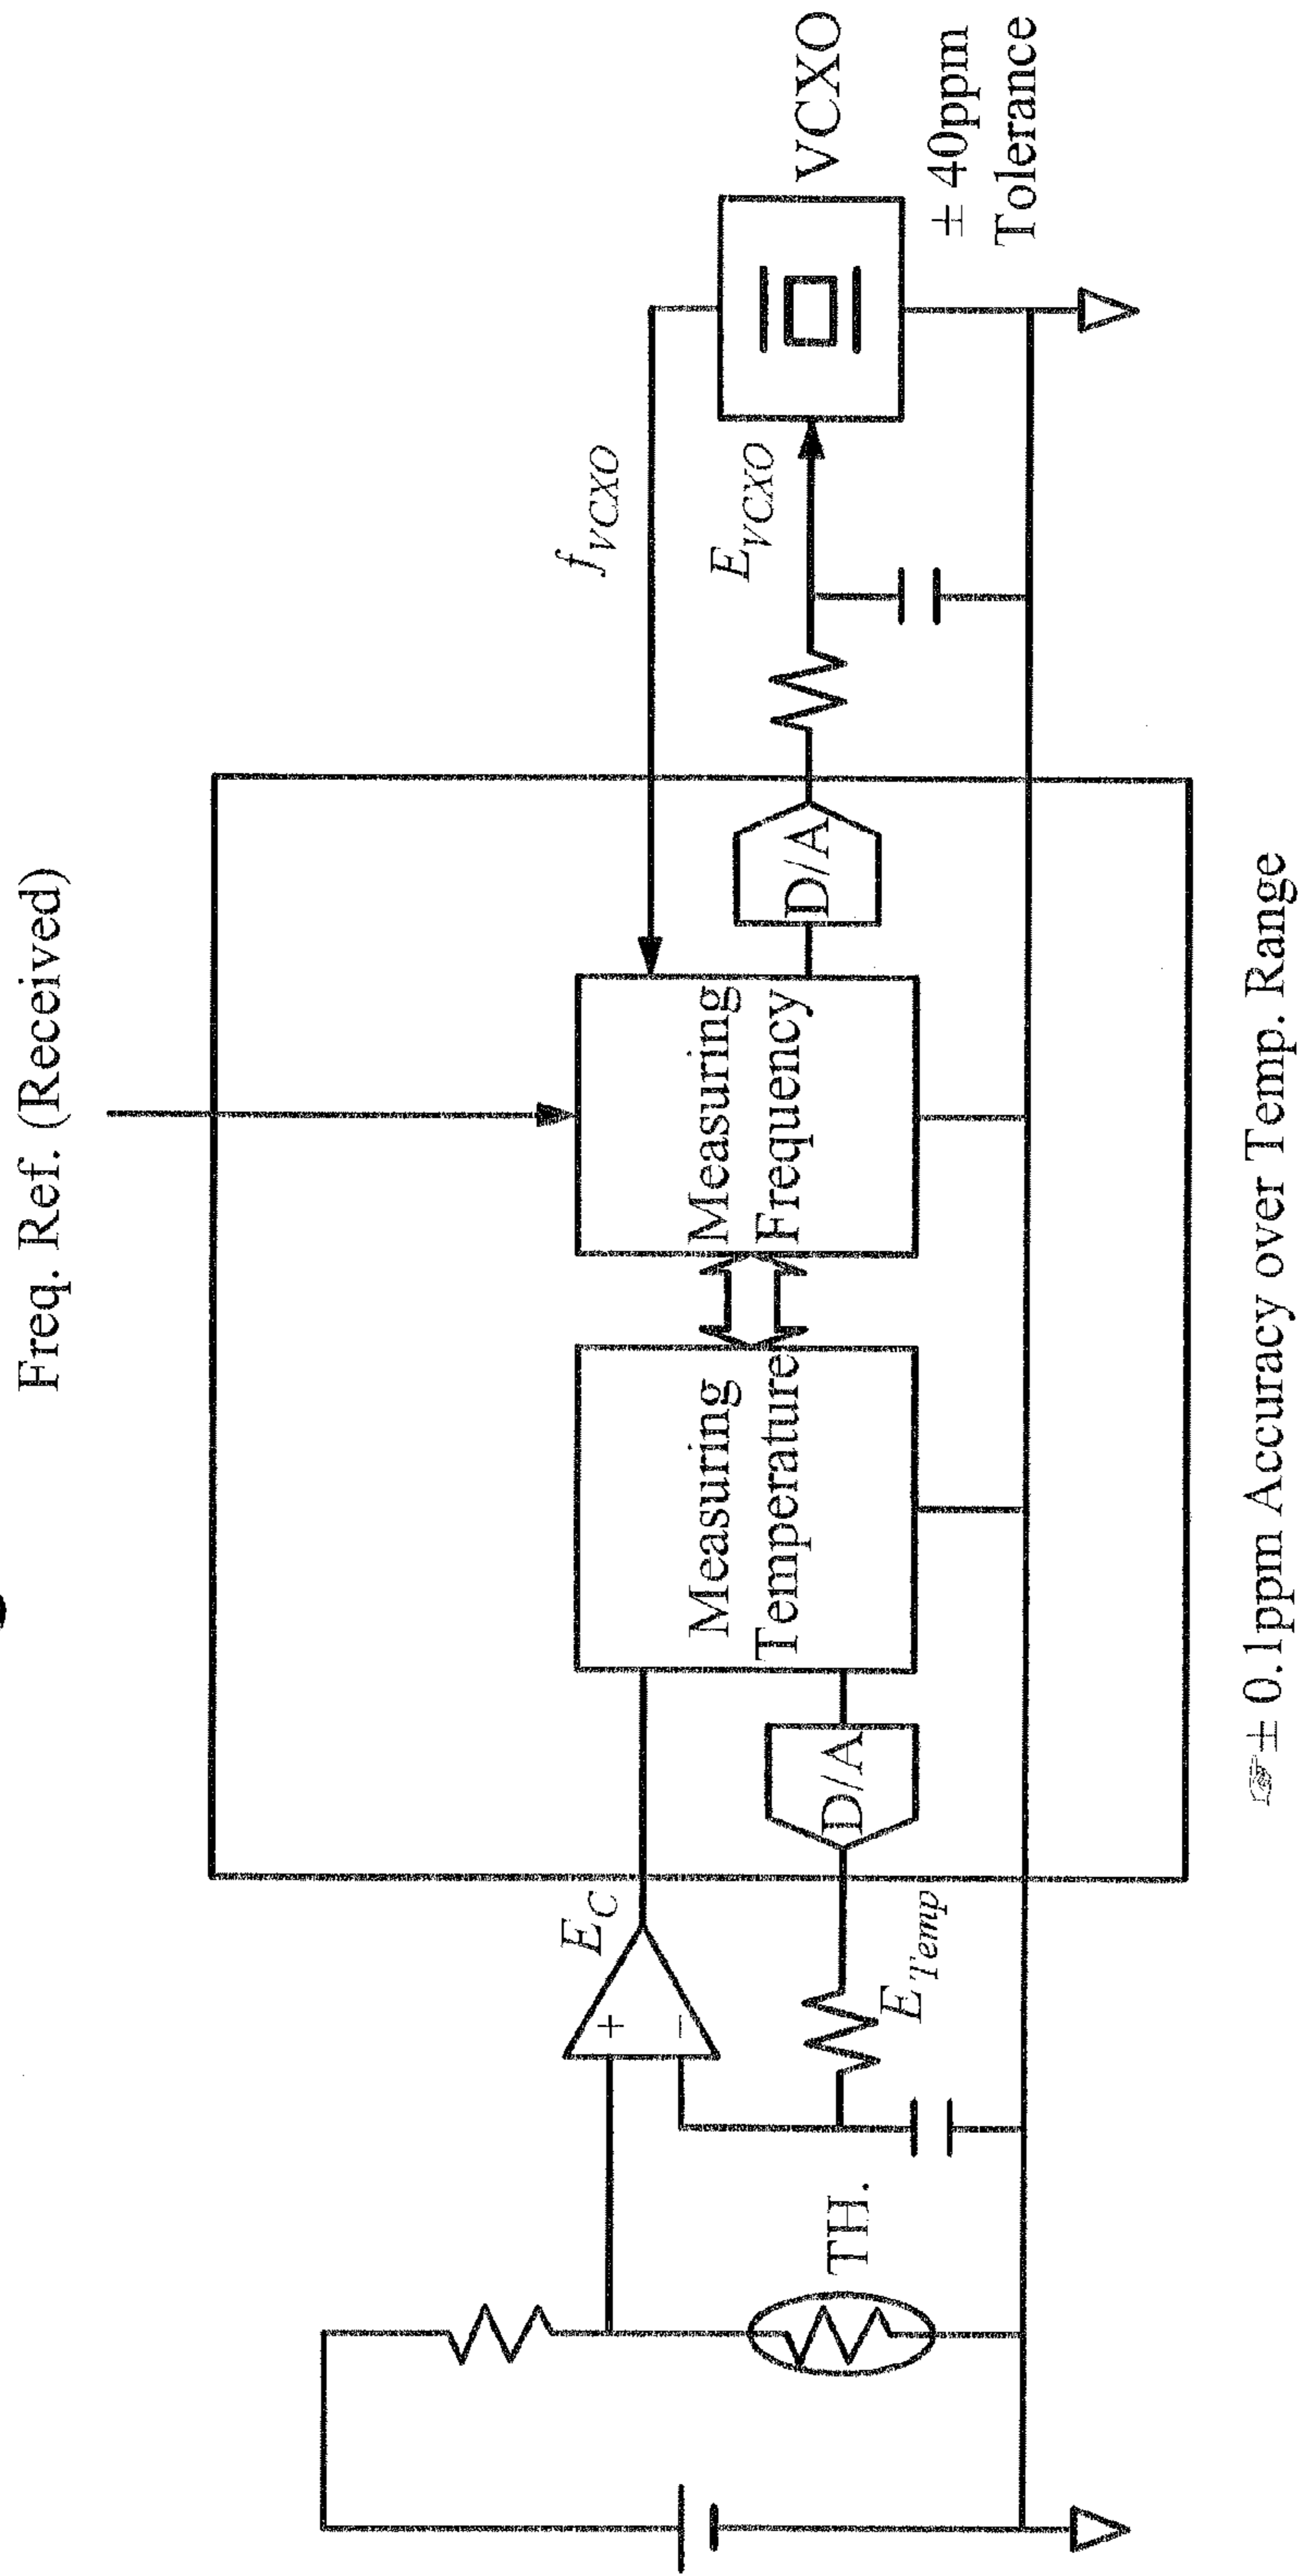 Freq. Ref. (Received)
f_VCXO
VCXO
E_C
Measuring
Temperature
Measuring
Frequency
E_VCXO
D/A
D/A
± 40ppm
Tolerance
+
−
E_Temp
TH.
☞± 0.1ppm Accuracy over Temp. Range